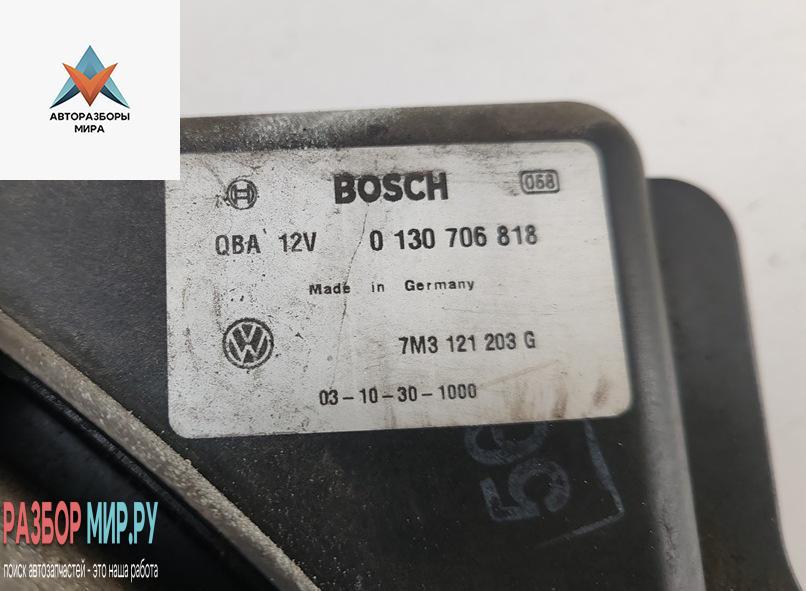 АВТОРАЗБОРЫ
МИРА
BOSCH 068
QBA 12V 0 130 706 818
Made in Germany
7M3 121 203 G
03-10-30-1000
РАЗБОР МИР.РУ
поиск автозапчастей - это наша работа